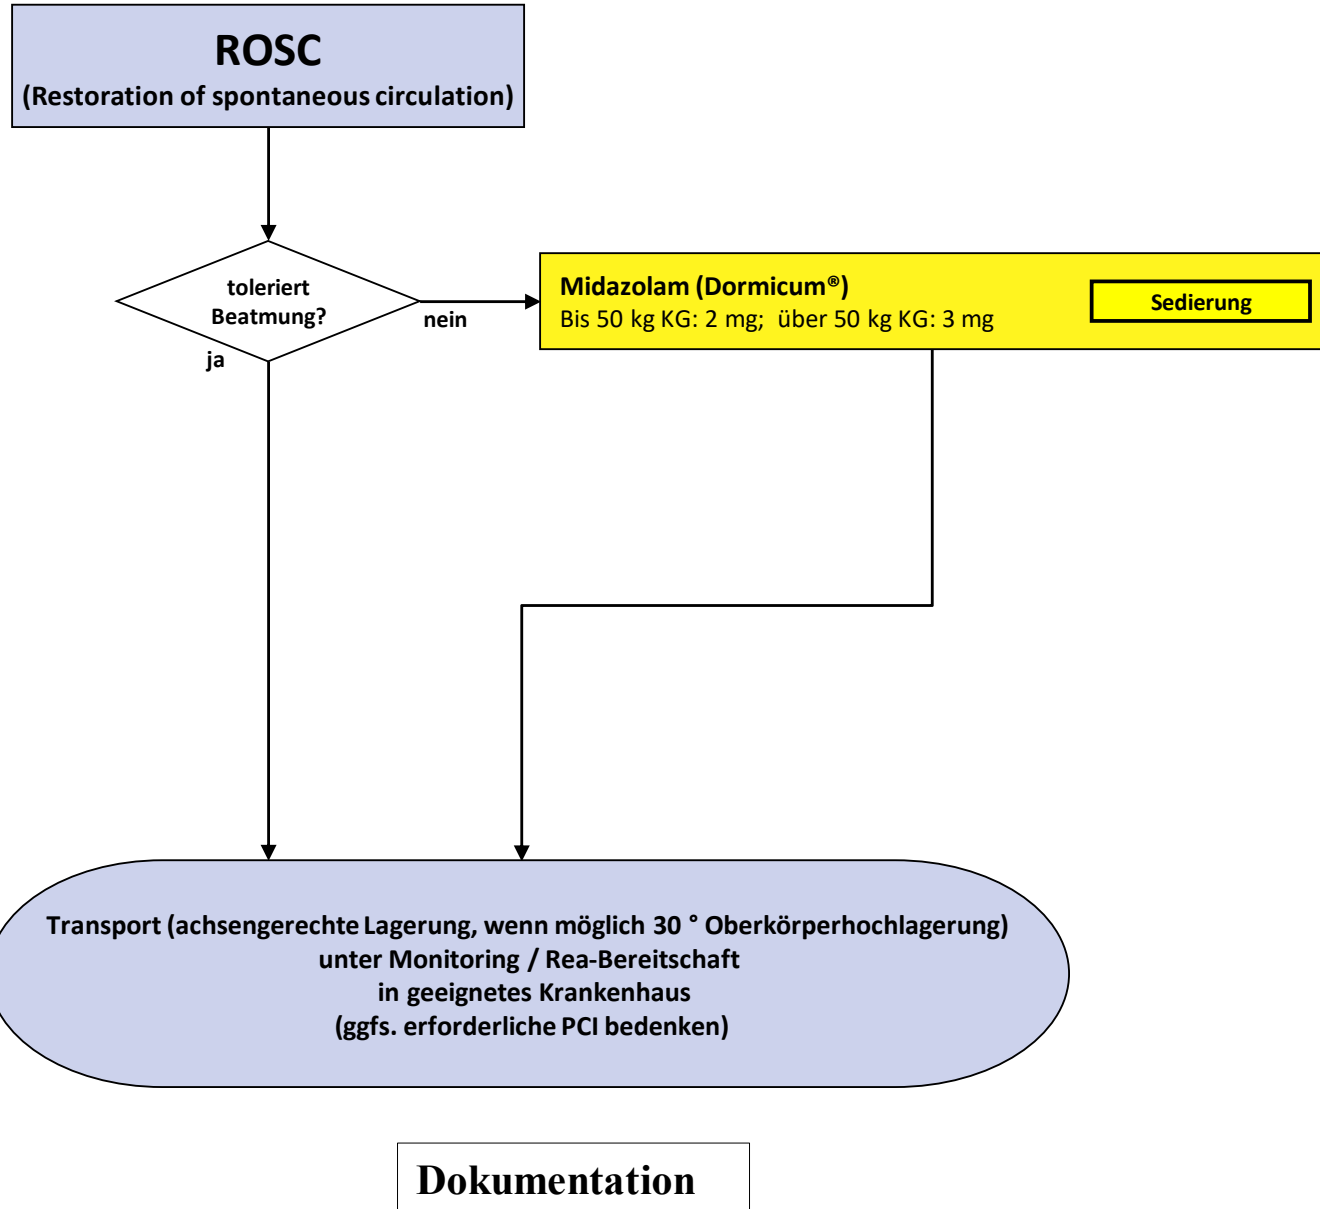 ROSC
(Restoration of spontaneous circulation)
toleriert
Beatmung?
nein
ja
Midazolam (Dormicum®)
Bis 50 kg KG: 2 mg;  über 50 kg KG: 3 mg
Sedierung
Transport (achsengerechte Lagerung, wenn möglich 30 ° Oberkörperhochlagerung)
unter Monitoring / Rea-Bereitschaft
in geeignetes Krankenhaus
(ggfs. erforderliche PCI bedenken)
Dokumentation